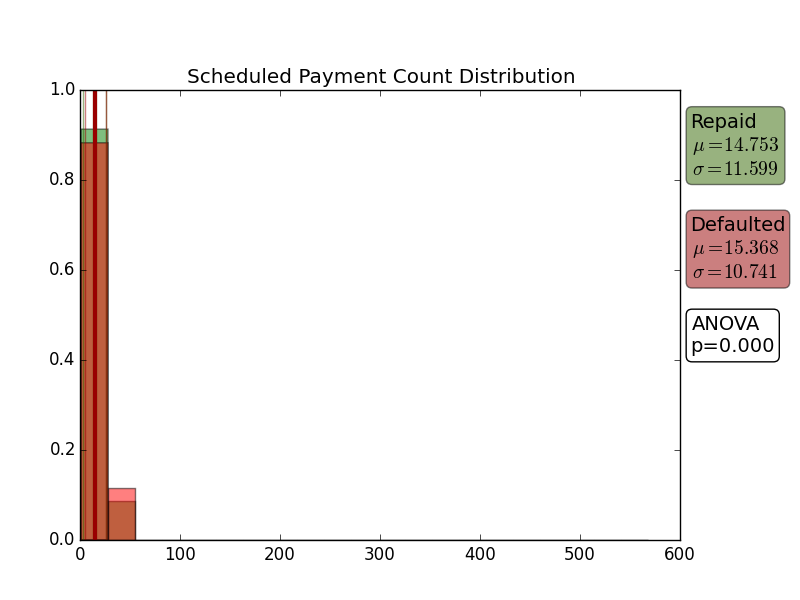 Scheduled Payment Count Distribution
1.0
0.8
0.6
0.4
0.2
0.0
0 100 200 300 400 500 600
Repaid
μ=14.753
σ=11.599
Defaulted
μ=15.368
σ=10.741
ANOVA
p=0.000